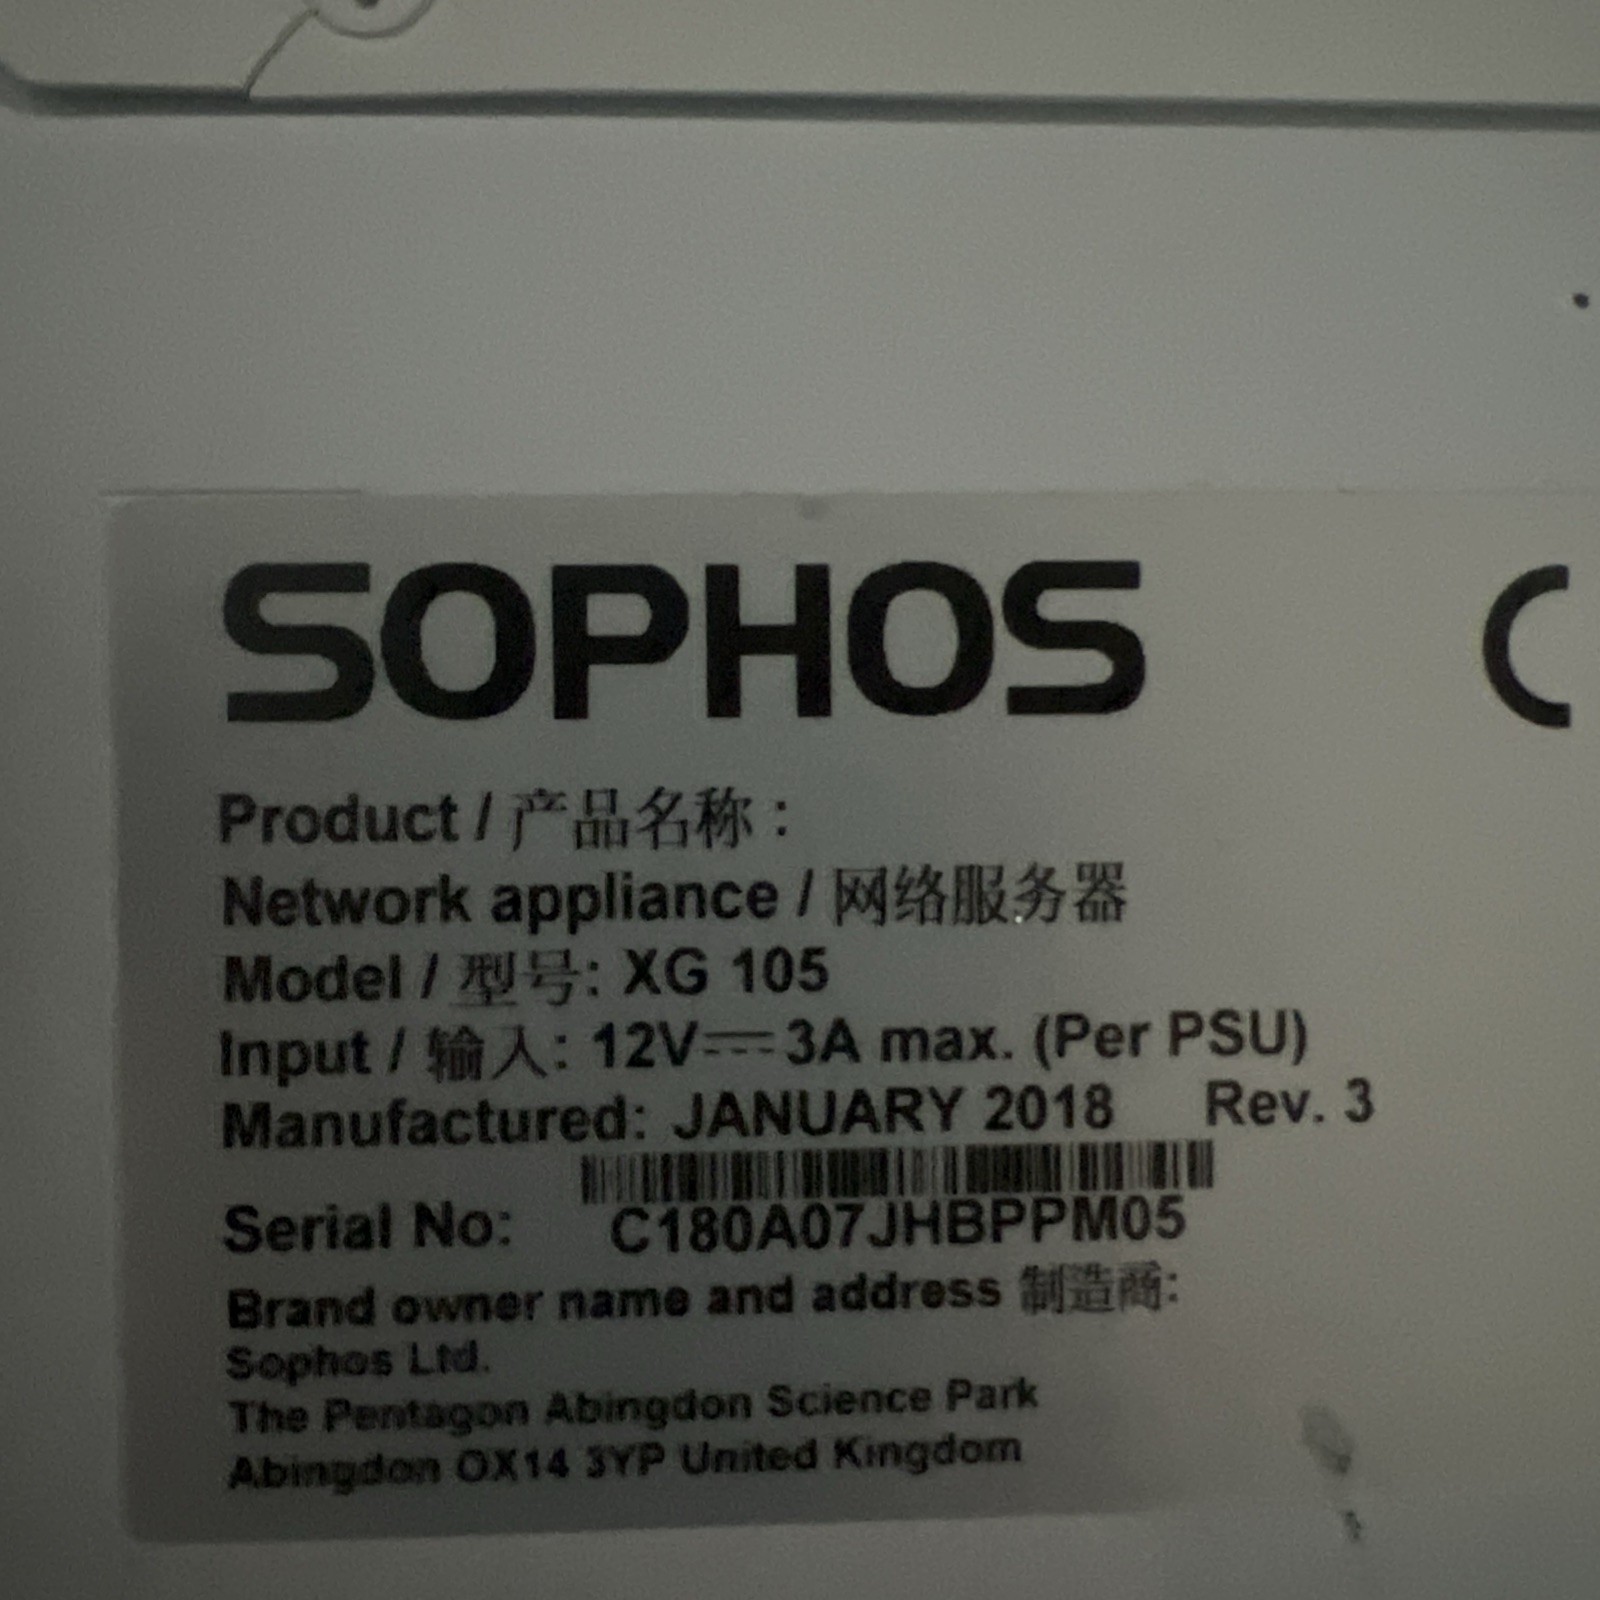 SOPHOS
C
Product / 产品名称 :
Network appliance / 网络服务器
Model / 型号: XG 105
Input / 输入: 12V⎓3A max. (Per PSU)
Manufactured: JANUARY 2018 Rev. 3
Serial No: C180A07JHBPPM05
Brand owner name and address 制造商:
Sophos Ltd.
The Pentagon Abingdon Science Park
Abingdon OX14 3YP United Kingdom